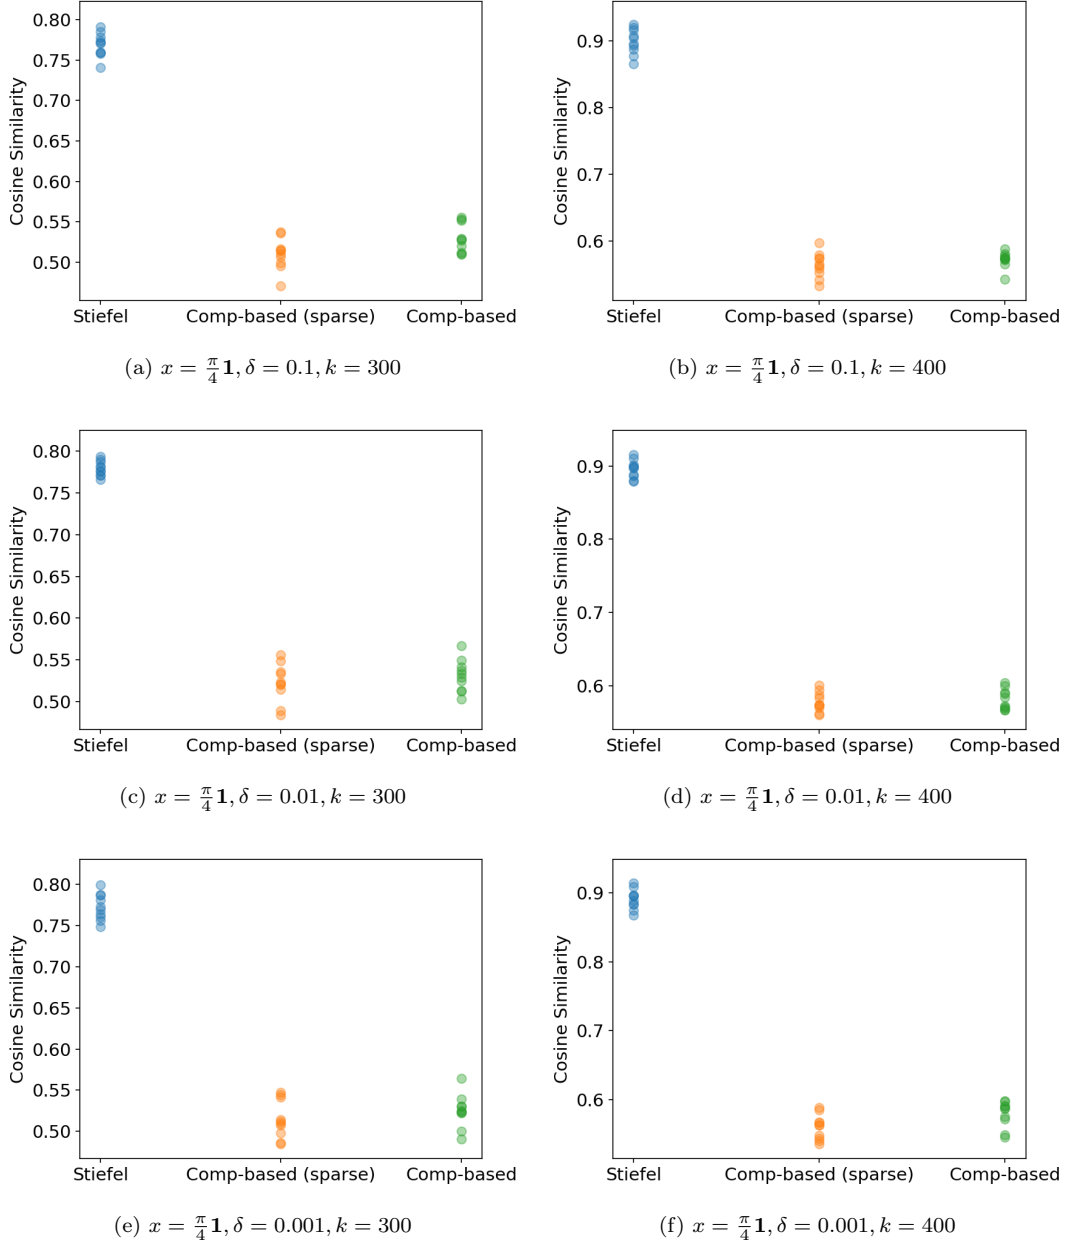 0.80
0.75
0.70
0.65
0.60
0.55
0.50
Cosine Similarity
Stiefel Comp-based (sparse) Comp-based
(a) x = π/4 1, δ = 0.1, k = 300
0.9
0.8
0.7
0.6
Cosine Similarity
Stiefel Comp-based (sparse) Comp-based
(b) x = π/4 1, δ = 0.1, k = 400
0.80
0.75
0.70
0.65
0.60
0.55
0.50
Cosine Similarity
Stiefel Comp-based (sparse) Comp-based
(c) x = π/4 1, δ = 0.01, k = 300
0.9
0.8
0.7
0.6
Cosine Similarity
Stiefel Comp-based (sparse) Comp-based
(d) x = π/4 1, δ = 0.01, k = 400
0.80
0.75
0.70
0.65
0.60
0.55
0.50
Cosine Similarity
Stiefel Comp-based (sparse) Comp-based
(e) x = π/4 1, δ = 0.001, k = 300
0.9
0.8
0.7
0.6
Cosine Similarity
Stiefel Comp-based (sparse) Comp-based
(f) x = π/4 1, δ = 0.001, k = 400